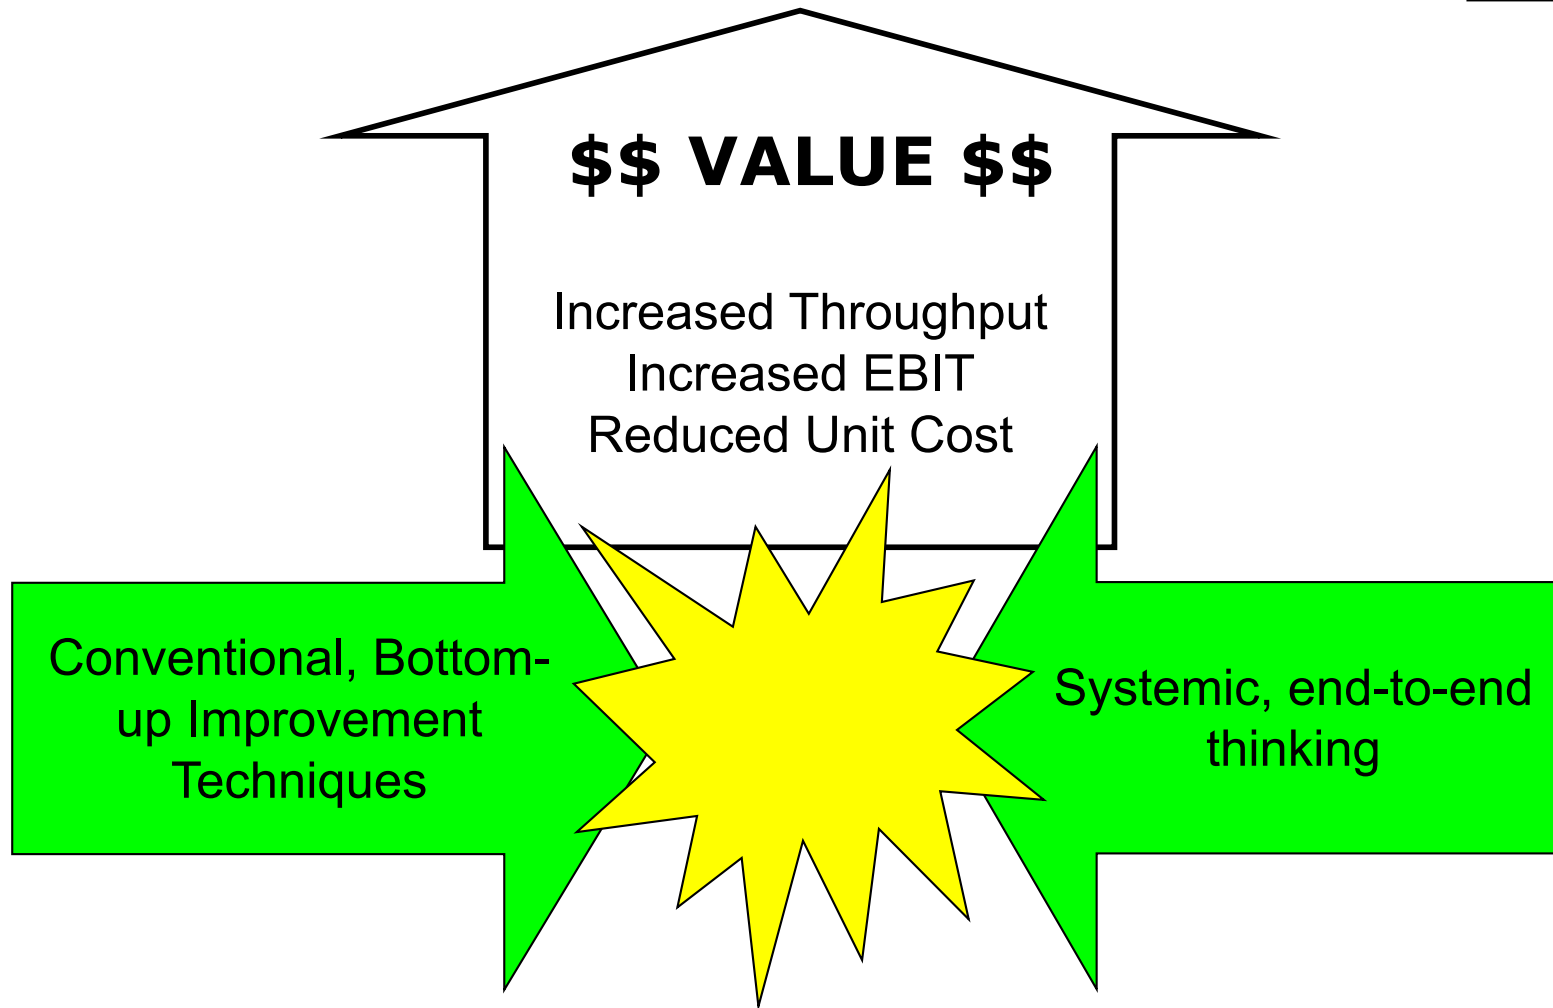 $$ VALUE $$
Increased Throughput
Increased EBIT
Reduced Unit Cost
Conventional, Bottom-
up Improvement
Techniques
Systemic, end-to-end
thinking